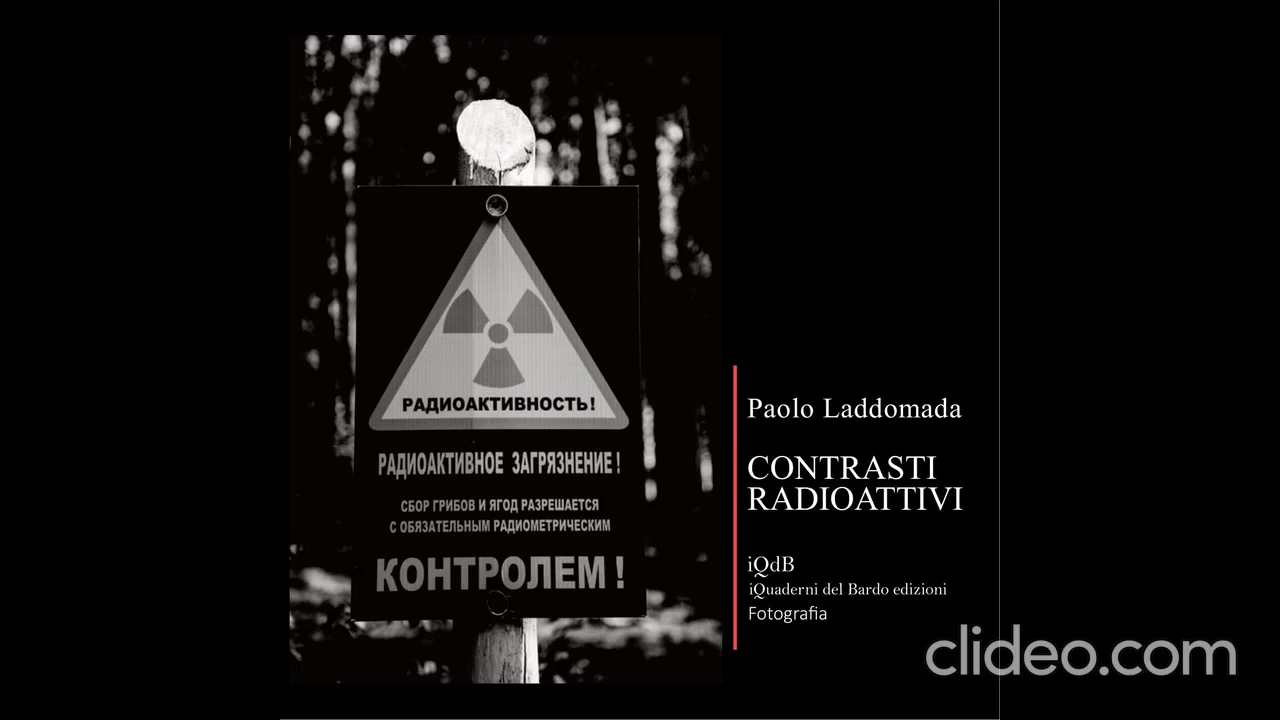 РАДИОАКТИВНОСТЬ!
РАДИОАКТИВНОЕ ЗАГРЯЗНЕНИЕ!
СБОР ГРИБОВ И ЯГОД РАЗРЕШАЕТСЯ
С ОБЯЗАТЕЛЬНЫМ РАДИОМЕТРИЧЕСКИМ
КОНТРОЛЕМ!
Paolo Laddomada
CONTRASTI
RADIOATTIVI
iQdB
iQuaderni del Bardo edizioni
Fotografia
clideo.com